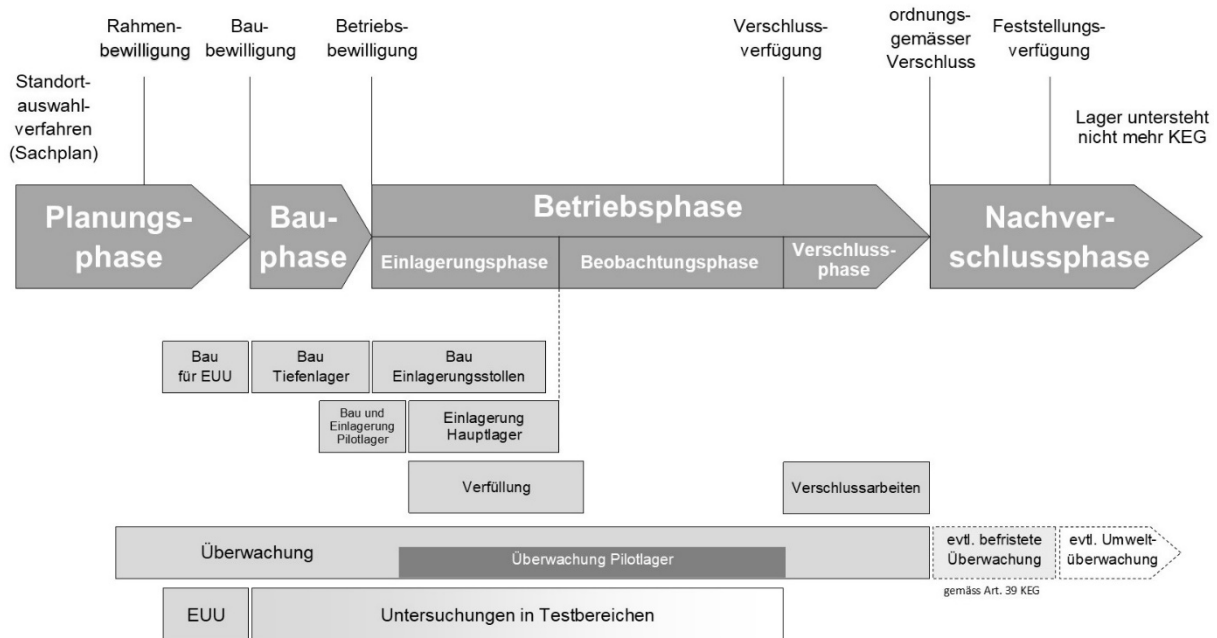 Rahmen-
bewilligung
Bau-
bewilligung
Betriebs-
bewilligung
Verschluss-
verfügung
ordnungs-
gemässer
Verschluss
Feststellungs-
verfügung
Standort-
auswahl-
verfahren
(Sachplan)
Lager untersteht
nicht mehr KEG
Planungs-
phase
Bau-
phase
Betriebsphase
Einlagerungsphase
Beobachtungsphase
Verschluss-
phase
Nachver-
schlussphase
Bau
für EUU
Bau
Tiefenlager
Bau
Einlagerungsstollen
Bau und
Einlagerung
Pilotlager
Einlagerung
Hauptlager
Verfüllung
Verschlussarbeiten
Überwachung
Überwachung Pilotlager
evtl. befristete
Überwachung
evtl. Umwelt-
überwachung
gemäss Art. 39 KEG
EUU
Untersuchungen in Testbereichen